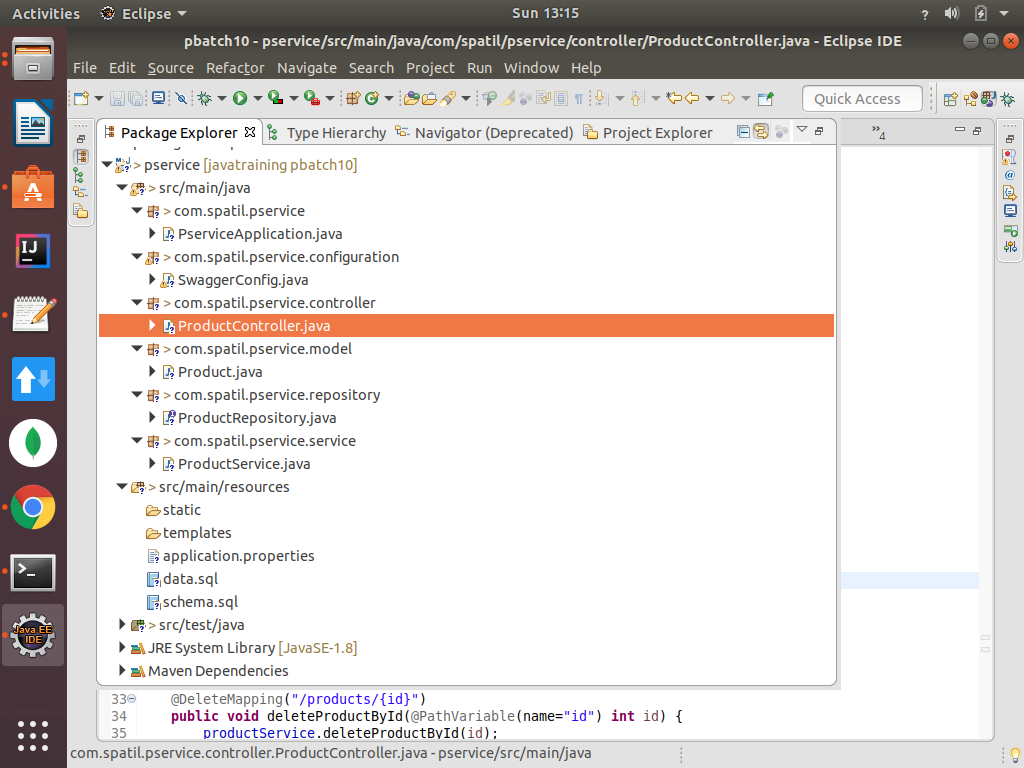 Activities Eclipse Sun 13:15 ?
pbatch10 - pservice/src/main/java/com/spatil/pservice/controller/ProductController.java - Eclipse IDE
File Edit Source Refactor Navigate Search Project Run Window Help
Quick Access
Package Explorer Type Hierarchy Navigator (Deprecated) Project Explorer »4
> pservice [javatraining pbatch10]
> src/main/java
> com.spatil.pservice
PserviceApplication.java
> com.spatil.pservice.configuration
SwaggerConfig.java
> com.spatil.pservice.controller
ProductController.java
> com.spatil.pservice.model
Product.java
> com.spatil.pservice.repository
ProductRepository.java
> com.spatil.pservice.service
ProductService.java
> src/main/resources
static
templates
application.properties
data.sql
schema.sql
> src/test/java
JRE System Library [JavaSE-1.8]
Maven Dependencies
33 @DeleteMapping("/products/{id}")
34 public void deleteProductById(@PathVariable(name="id") int id) {
35 productService.deleteProductById(id);
com.spatil.pservice.controller.ProductController.java - pservice/src/main/java
IJ
Java EE
IDE